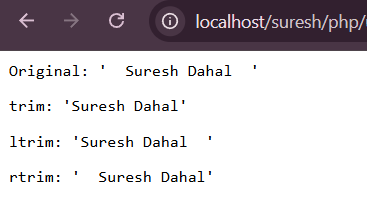 localhost/suresh/php/
Original: '  Suresh Dahal  '
trim: 'Suresh Dahal'
ltrim: 'Suresh Dahal  '
rtrim: '  Suresh Dahal'